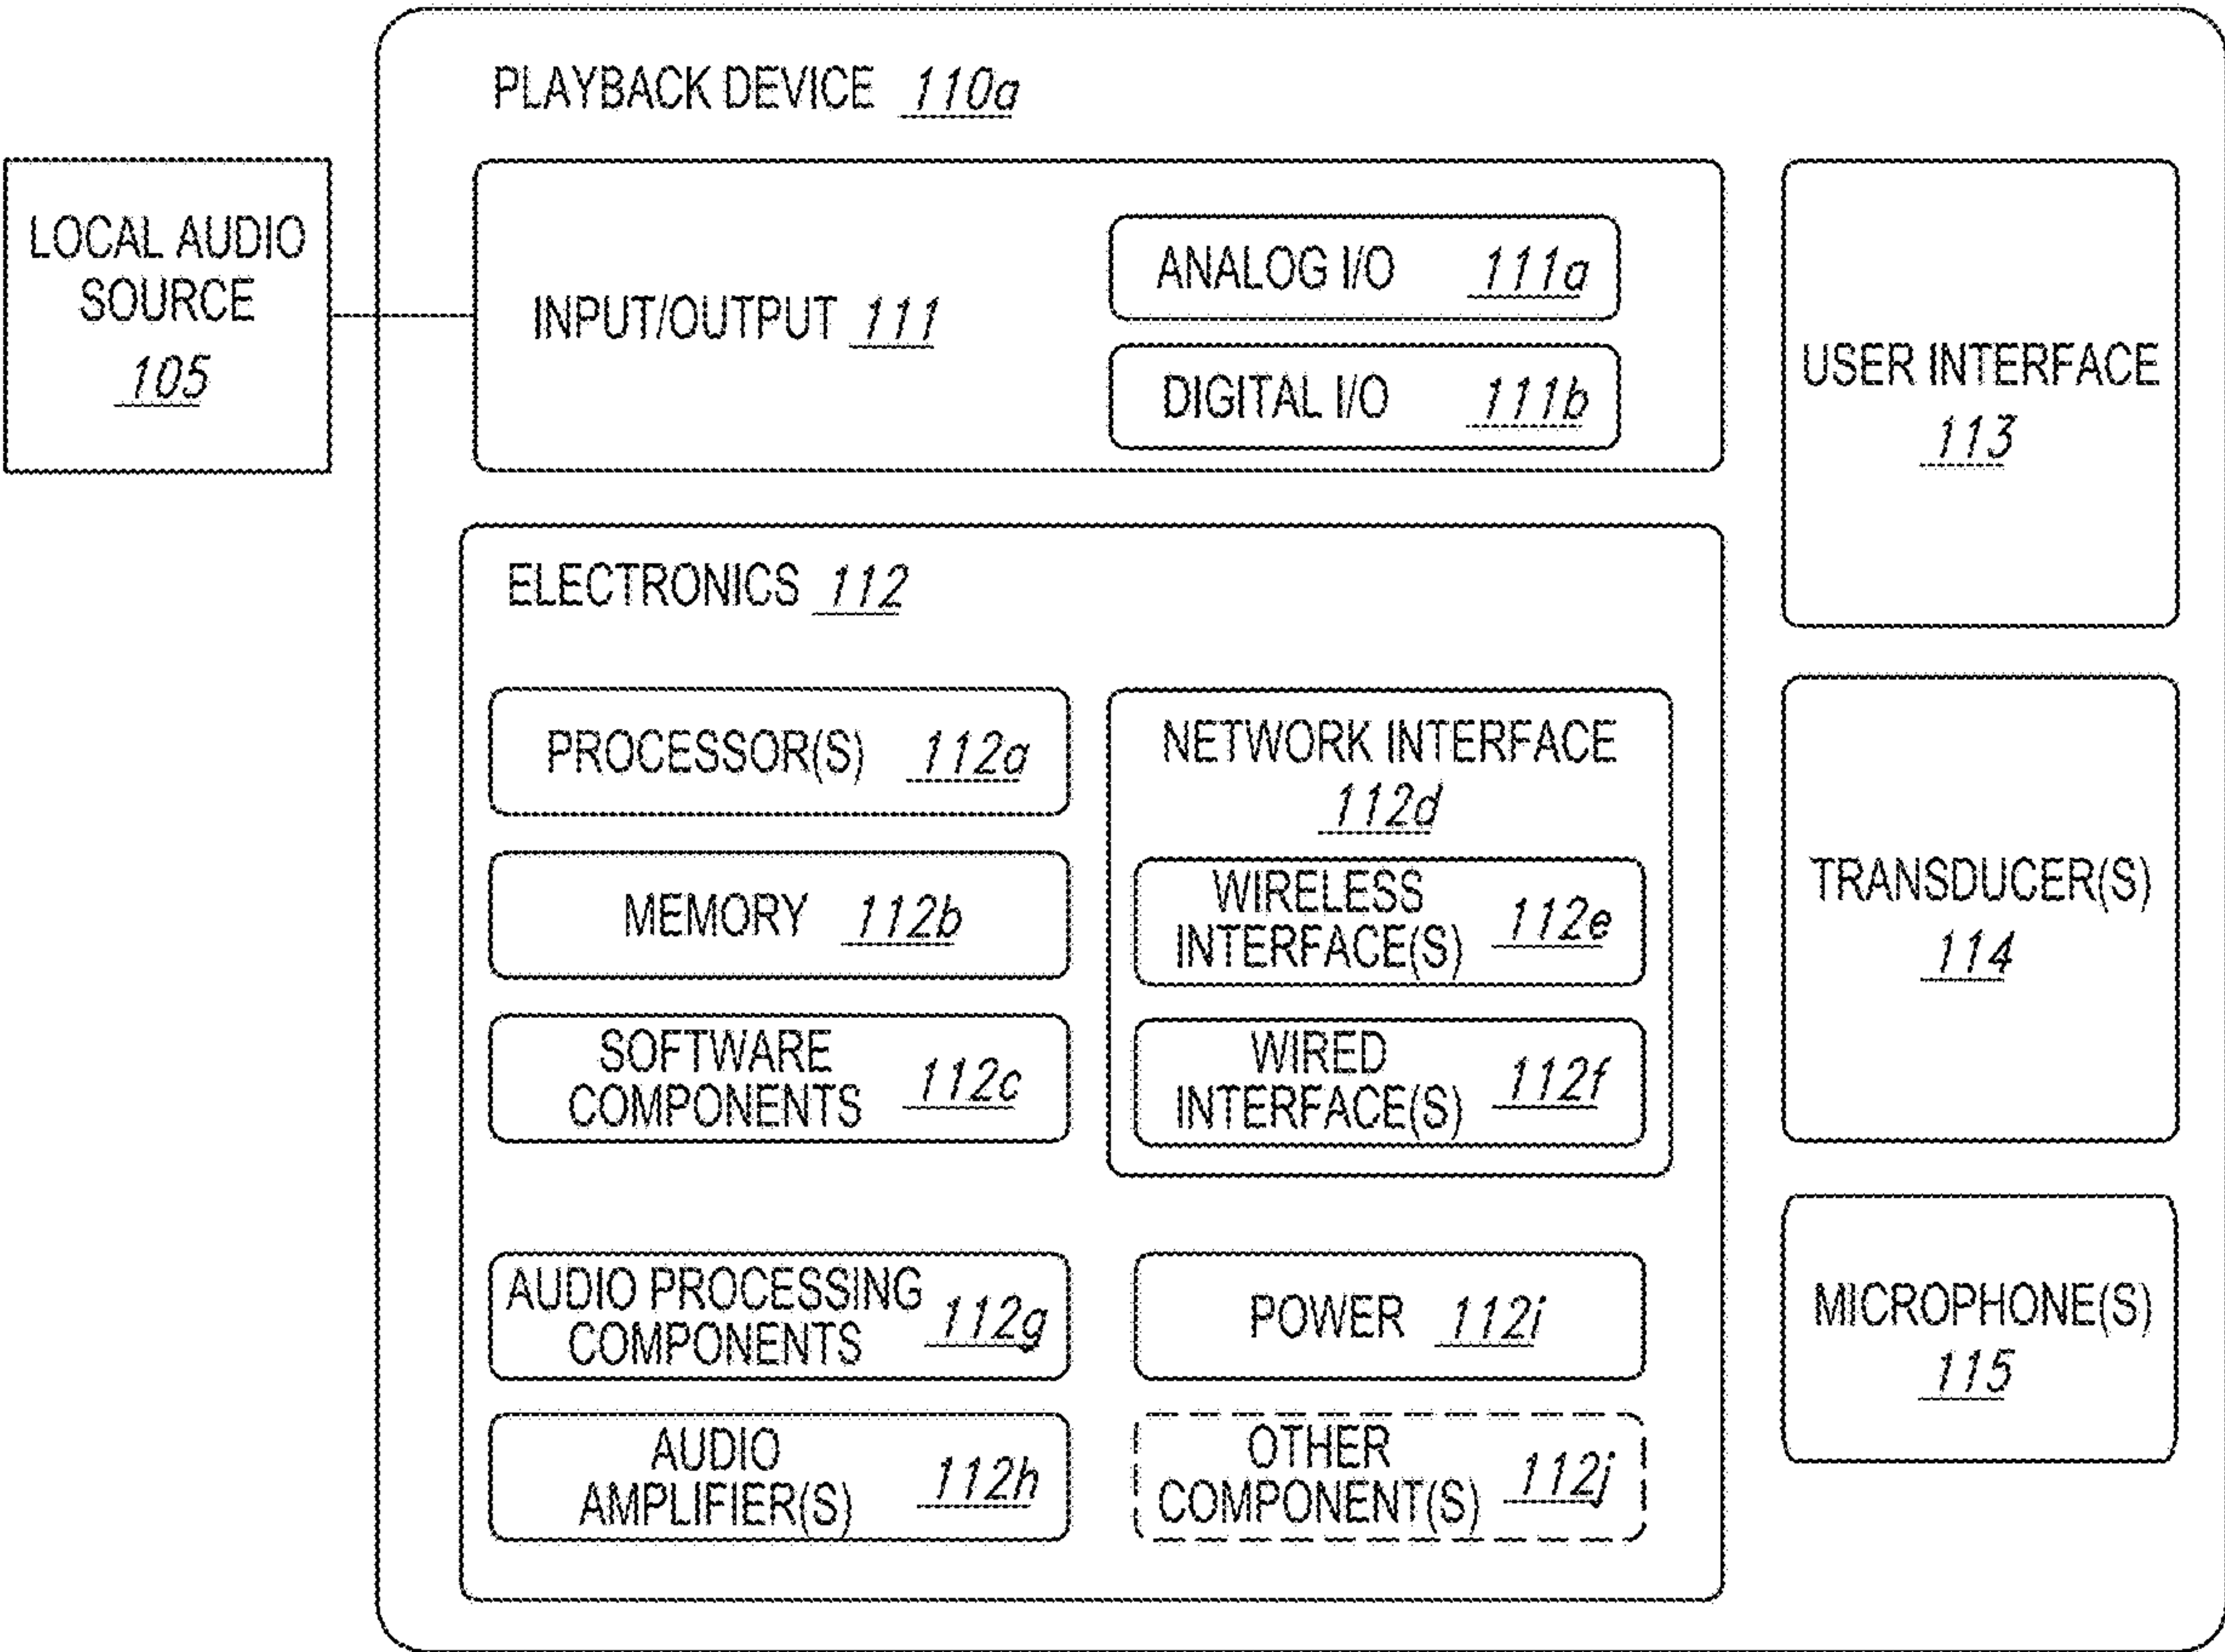 PLAYBACK DEVICE 110a
LOCAL AUDIO
SOURCE
105
INPUT/OUTPUT 111
ANALOG I/O 111a
DIGITAL I/O 111b
USER INTERFACE
113
ELECTRONICS 112
PROCESSOR(S) 112a
MEMORY 112b
SOFTWARE
COMPONENTS 112c
NETWORK INTERFACE
112d
WIRELESS
INTERFACE(S) 112e
WIRED
INTERFACE(S) 112f
AUDIO PROCESSING
COMPONENTS 112g
AUDIO
AMPLIFIER(S) 112h
POWER 112i
OTHER
COMPONENT(S) 112j
TRANSDUCER(S)
114
MICROPHONE(S)
115